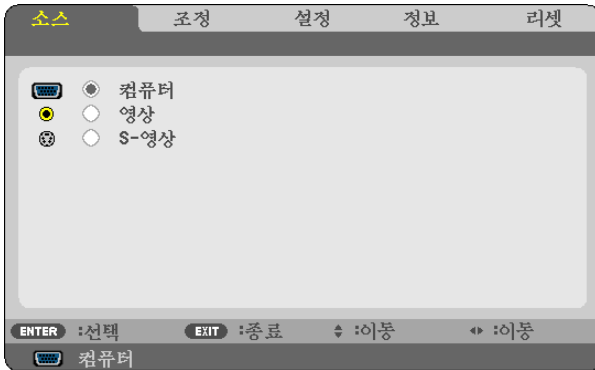 소스 조정 설정 정보 리셋
컴퓨터
영상
S-영상
ENTER :선택 EXIT :종료 :이동 :이동
컴퓨터